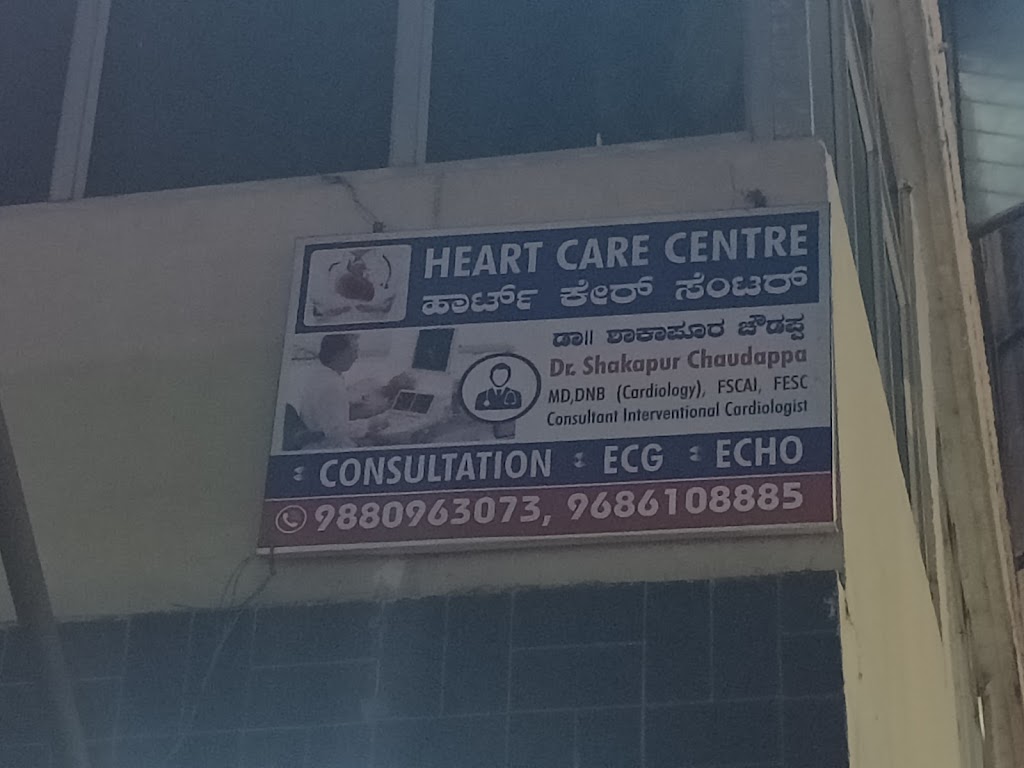 HEART CARE CENTRE
ಹಾರ್ಟ್ ಕೇರ್ ಸೆಂಟರ್
ಡಾ|| ಶಾಕಾಪೂರ ಚೌಡಪ್ಪ
Dr. Shakapur Chaudappa
MD,DNB (Cardiology), FSCAI, FESC
Consultant Interventional Cardiologist
CONSULTATION ECG ECHO
9880963073, 9686108885